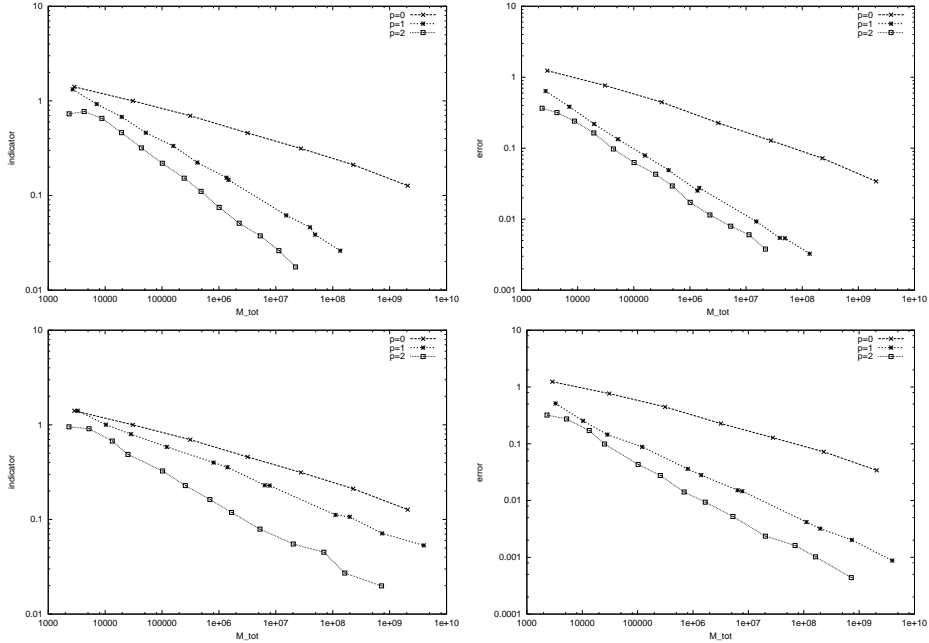 10
1
0.1
0.01
indicator
1000
10000
100000
1e+06
1e+07
1e+08
1e+09
1e+10
M_tot
p=0
p=1
p=2
10
1
0.1
0.01
0.001
error
1000
10000
100000
1e+06
1e+07
1e+08
1e+09
1e+10
M_tot
p=0
p=1
p=2
10
1
0.1
0.01
indicator
1000
10000
100000
1e+06
1e+07
1e+08
1e+09
1e+10
M_tot
p=0
p=1
p=2
10
1
0.1
0.01
0.001
0.0001
error
1000
10000
100000
1e+06
1e+07
1e+08
1e+09
1e+10
M_tot
p=0
p=1
p=2